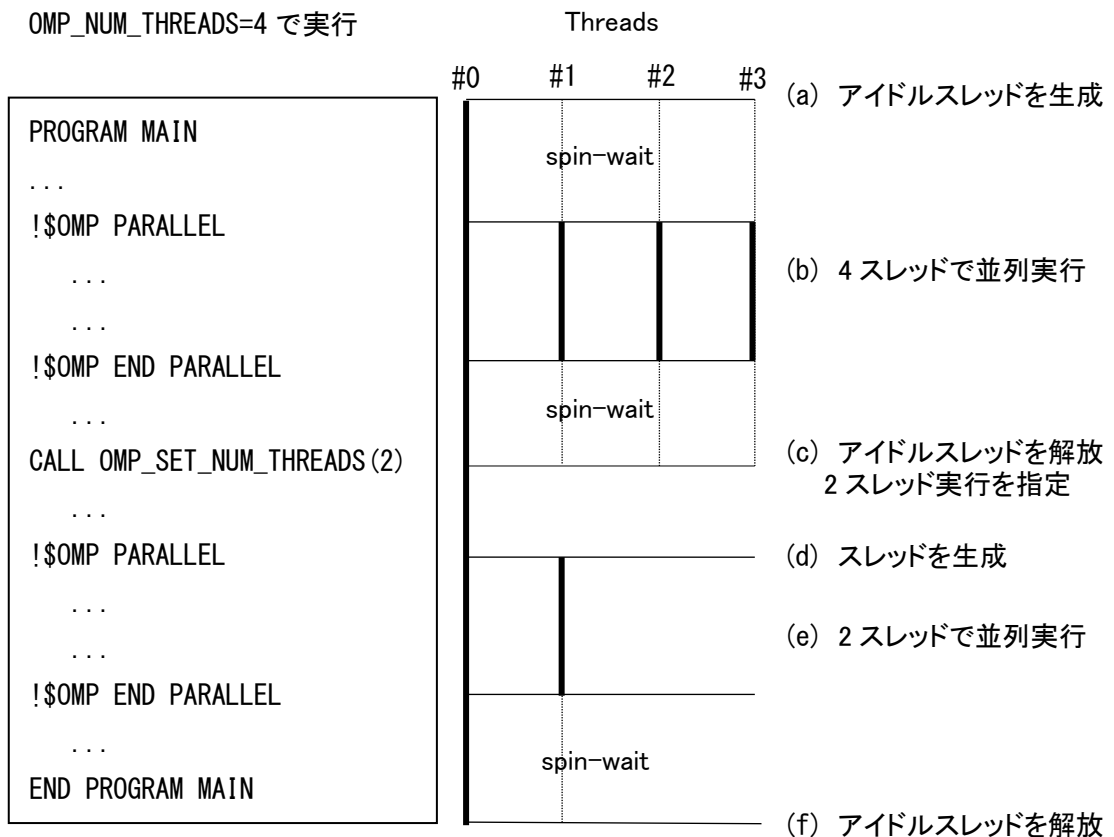 OMP_NUM_THREADS=4 で実行
Threads
#0 #1 #2 #3
(a) アイドルスレッドを生成
PROGRAM MAIN
spin-wait
...
!$OMP PARALLEL
...
(b) 4 スレッドで並列実行
...
!$OMP END PARALLEL
...
spin-wait
CALL OMP_SET_NUM_THREADS(2)
(c) アイドルスレッドを解放
2 スレッド実行を指定
...
!$OMP PARALLEL
(d) スレッドを生成
...
(e) 2 スレッドで並列実行
...
!$OMP END PARALLEL
...
spin-wait
END PROGRAM MAIN
(f) アイドルスレッドを解放